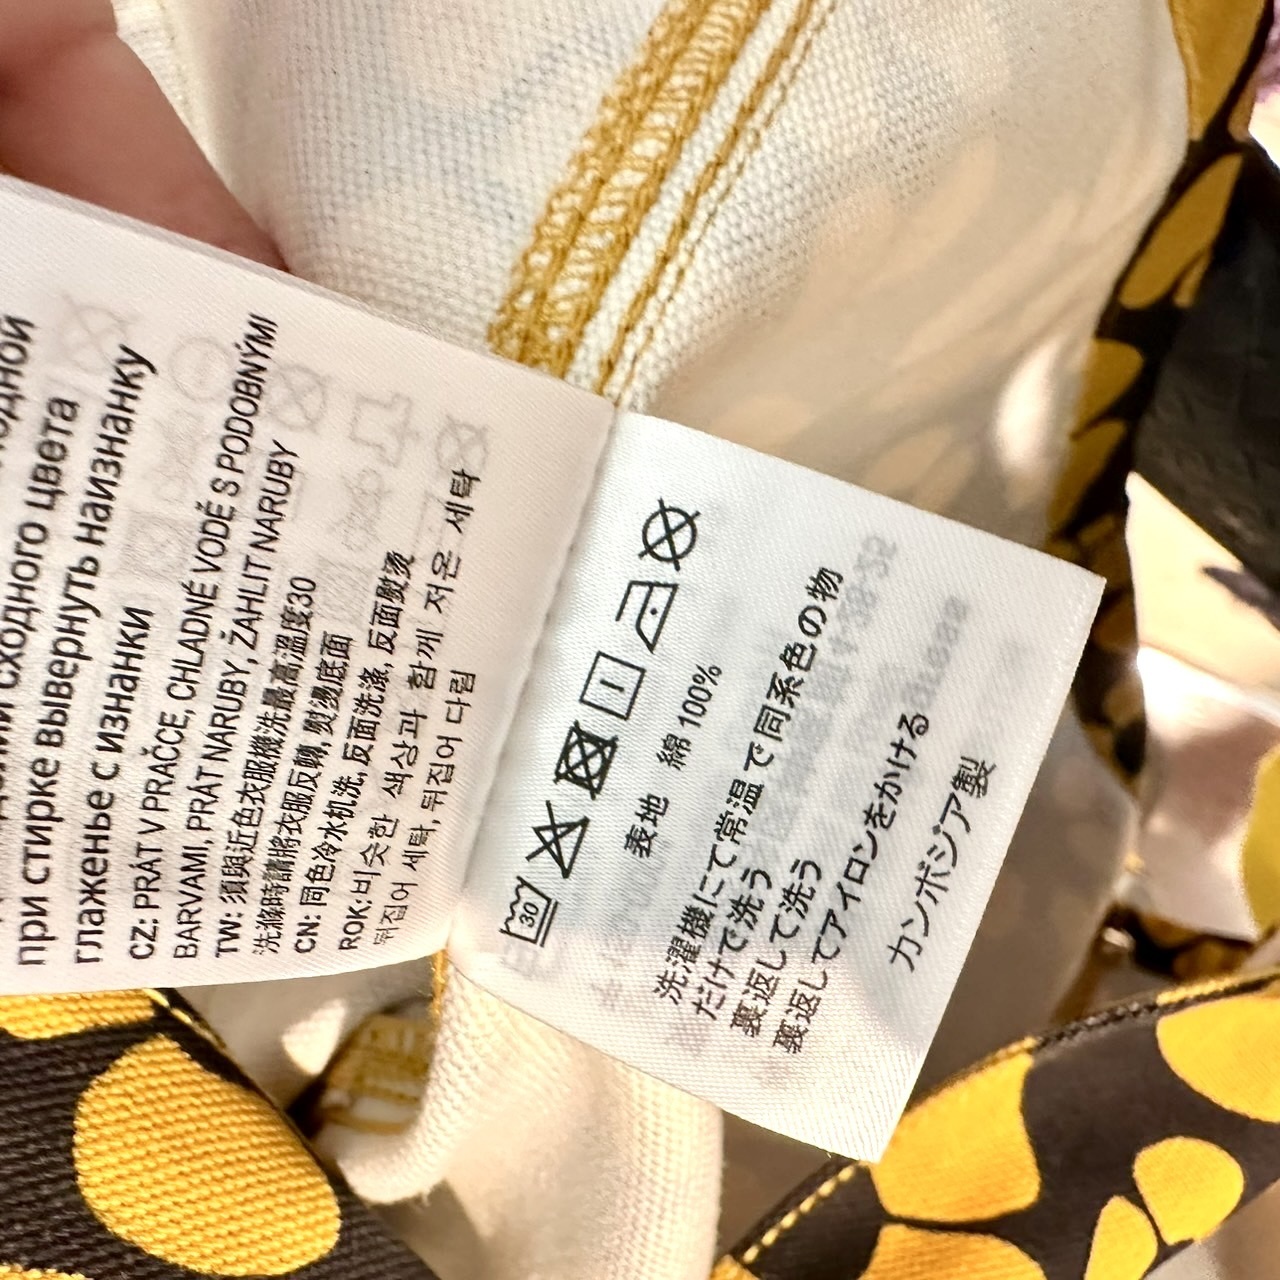 сходного цвета
при стирке вывернуть наизнанку
глаженье с изнанки
CZ: PRÁT V PRAČCE, CHLADNÉ VODĚ S PODOBNÝMI
BARVAMI, PRÁT NARUBY, ŽAHLIT NARUBY
TW: 須與近色衣服機洗最高溫度30
洗滌時請將衣服反轉, 熨燙底面
CN: 同色冷水机洗, 反面洗涤, 反面熨烫
ROK: 비슷한 색상과 함께 저온 세탁
뒤집어 세탁, 뒤집어 다림
30
表地 綿 100%
洗濯機にて常温で同系色の物
だけで洗う
裏返して洗う
裏返してアイロンをかける
カンボジア製